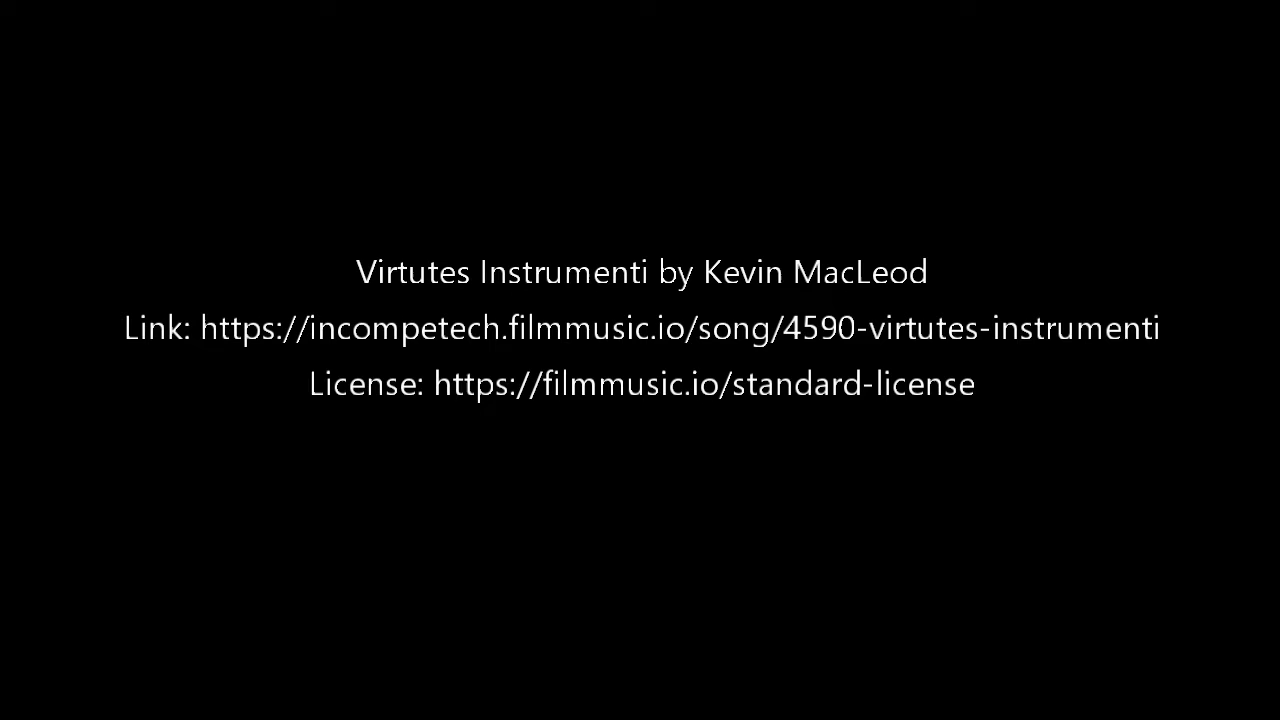 Virtutes Instrumenti by Kevin MacLeod
Link: https://incompetech.filmmusic.io/song/4590-virtutes-instrumenti
License: https://filmmusic.io/standard-license